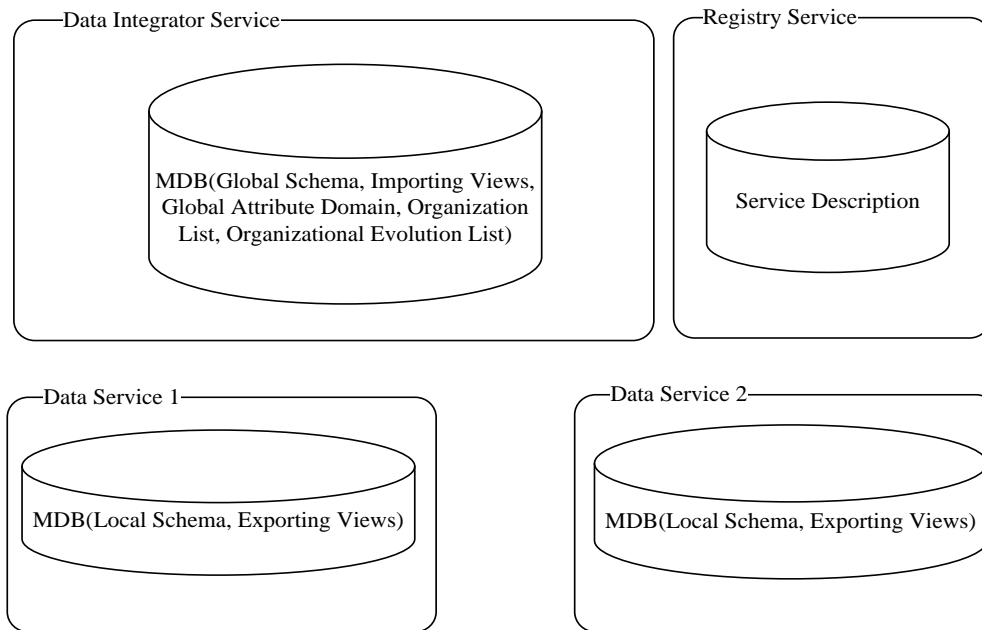 Data Integrator Service
Registry Service
MDB(Global Schema, Importing Views,
Global Attribute Domain, Organization
List, Organizational Evolution List)
Service Description
Data Service 1
Data Service 2
MDB(Local Schema, Exporting Views)
MDB(Local Schema, Exporting Views)